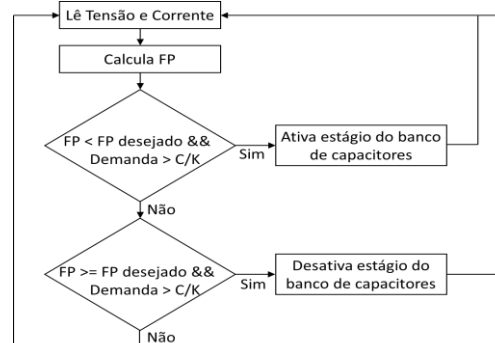 Lê Tensão e Corrente
Calcula FP
FP < FP desejado &&
Demanda > C/K
Sim
Ativa estágio do banco
de capacitores
Não
FP >= FP desejado &&
Demanda > C/K
Sim
Desativa estágio do
banco de capacitores
Não